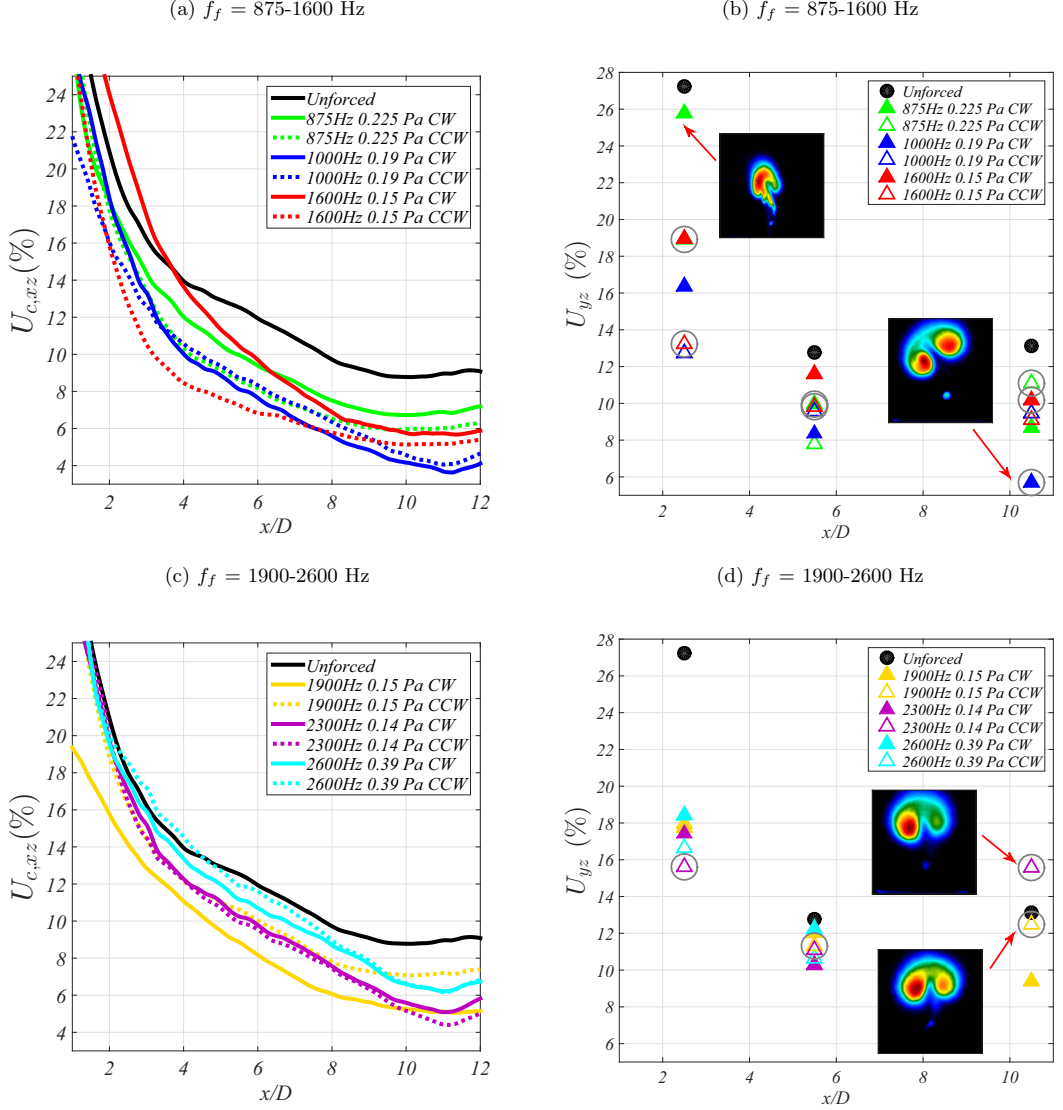 (a) f_f = 875-1600 Hz
(b) f_f = 875-1600 Hz
24
22
20
18
16
14
12
10
8
6
4
U_{c,xz} (%)
2
4
6
8
10
12
x/D
Unforced
875Hz 0.225 Pa CW
875Hz 0.225 Pa CCW
1000Hz 0.19 Pa CW
1000Hz 0.19 Pa CCW
1600Hz 0.15 Pa CW
1600Hz 0.15 Pa CCW
28
26
24
22
20
18
16
14
12
10
8
6
U_{yz} (%)
2
4
6
8
10
x/D
Unforced
875Hz 0.225 Pa CW
875Hz 0.225 Pa CCW
1000Hz 0.19 Pa CW
1000Hz 0.19 Pa CCW
1600Hz 0.15 Pa CW
1600Hz 0.15 Pa CCW
(c) f_f = 1900-2600 Hz
(d) f_f = 1900-2600 Hz
24
22
20
18
16
14
12
10
8
6
4
U_{c,xz} (%)
2
4
6
8
10
12
x/D
Unforced
1900Hz 0.15 Pa CW
1900Hz 0.15 Pa CCW
2300Hz 0.14 Pa CW
2300Hz 0.14 Pa CCW
2600Hz 0.39 Pa CW
2600Hz 0.39 Pa CCW
28
26
24
22
20
18
16
14
12
10
8
6
U_{yz} (%)
2
4
6
8
10
x/D
Unforced
1900Hz 0.15 Pa CW
1900Hz 0.15 Pa CCW
2300Hz 0.14 Pa CW
2300Hz 0.14 Pa CCW
2600Hz 0.39 Pa CW
2600Hz 0.39 Pa CCW